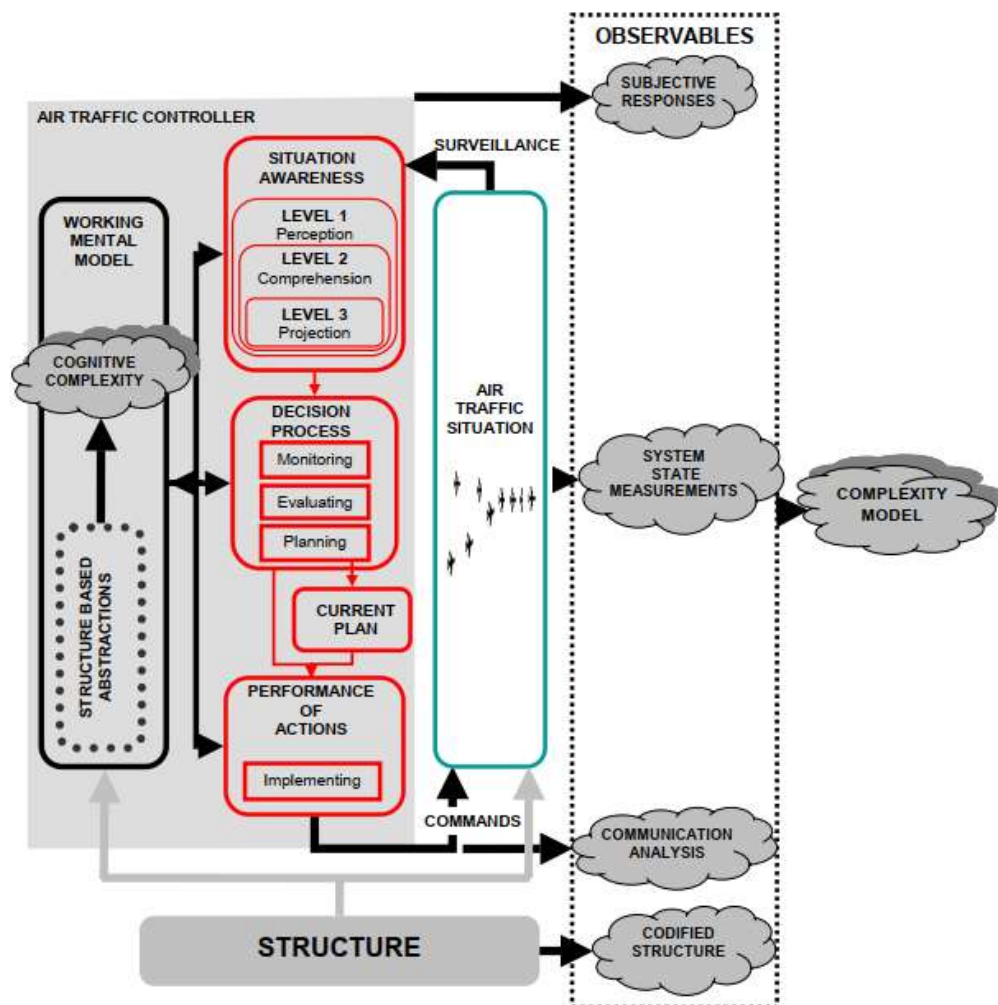 OBSERVABLES
SUBJECTIVE
RESPONSES
AIR TRAFFIC CONTROLLER
SURVEILLANCE
SITUATION
AWARENESS
LEVEL 1
Perception
LEVEL 2
Comprehension
LEVEL 3
Projection
WORKING
MENTAL
MODEL
COGNITIVE
COMPLEXITY
STRUCTURE BASED
ABSTRACTIONS
DECISION
PROCESS
Monitoring
Evaluating
Planning
CURRENT
PLAN
PERFORMANCE
OF
ACTIONS
Implementing
AIR
TRAFFIC
SITUATION
SYSTEM
STATE
MEASUREMENTS
COMPLEXITY
MODEL
COMMANDS
COMMUNICATION
ANALYSIS
STRUCTURE
CODIFIED
STRUCTURE